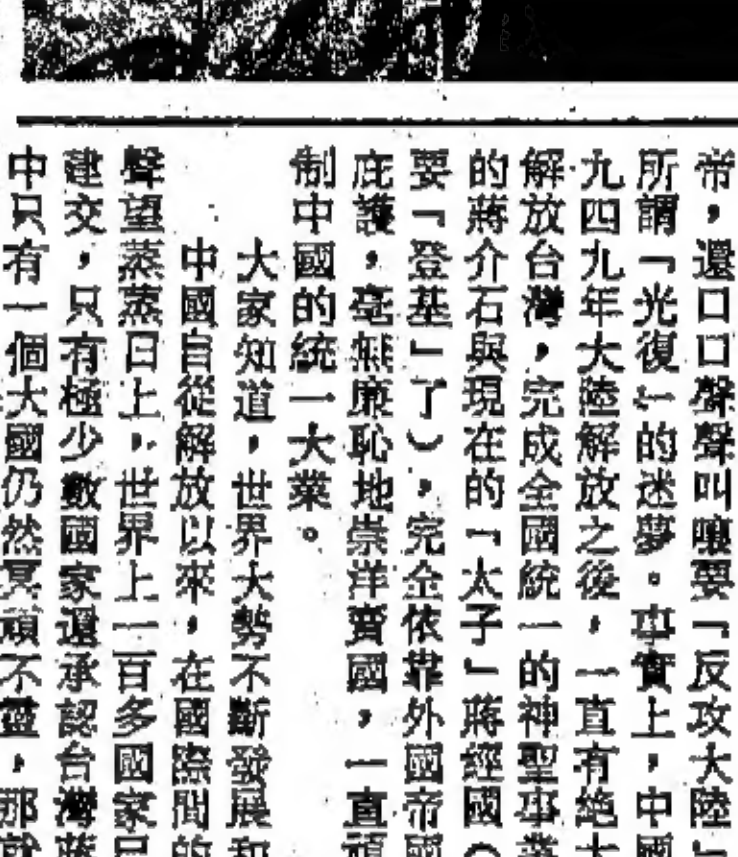 帝，還口口聲聲叫嚷要「反攻大陸」
所謂「光復」的迷夢。事實上，中國
九四九年大陸解放之後，一直有絶大
解放台灣，完成全國統一的神聖事業
的蔣介石與現在的「太子」蔣經國（
要「登基」了），完全依靠外國帝國
庇護，毫無廉恥地崇洋賣國，一直頑
制中國的統一大業。
大家知道，世界大勢不斷發展和
中國自從解放以來，在國際間的
聲望蒸蒸日上，世界上一百多國家已
建交，只有極少數國家還承認台灣蔣
中只有一個大國仍然冥頑不靈，那就